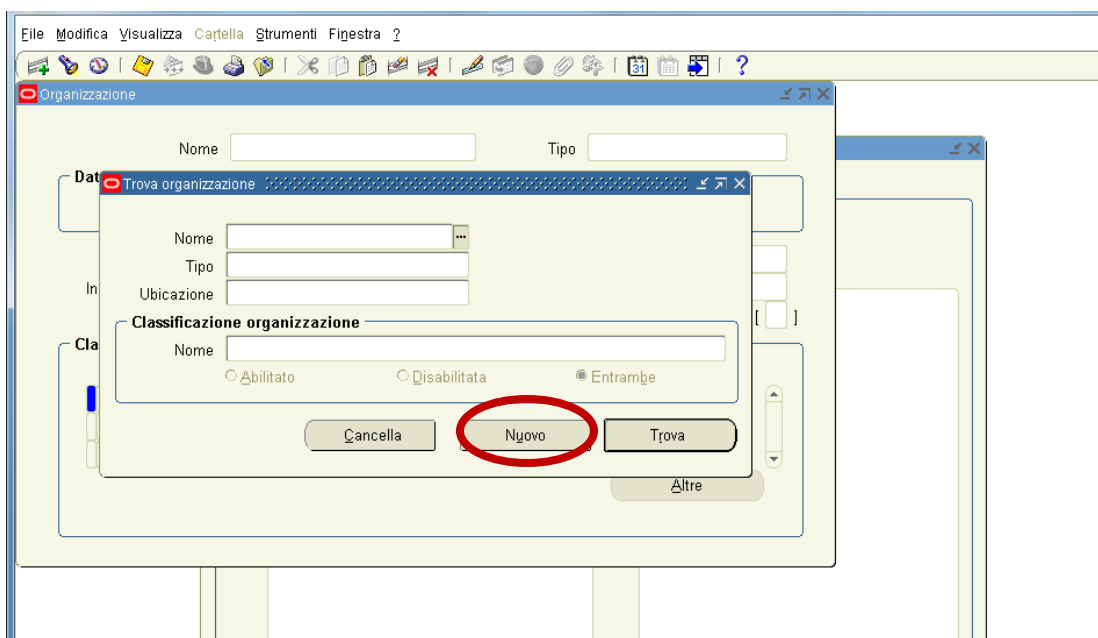 File Modifica Visualizza Cartella Strumenti Finestra ?
31 ?
Organizzazione
Nome Tipo
Dat
Trova organizzazione
Nome ...
Tipo
In
Ubicazione
[ ]
Classificazione organizzazione
Cla
Nome
Abilitato Disabilitata Entrambe
Cancella Nuovo Trova
Altre